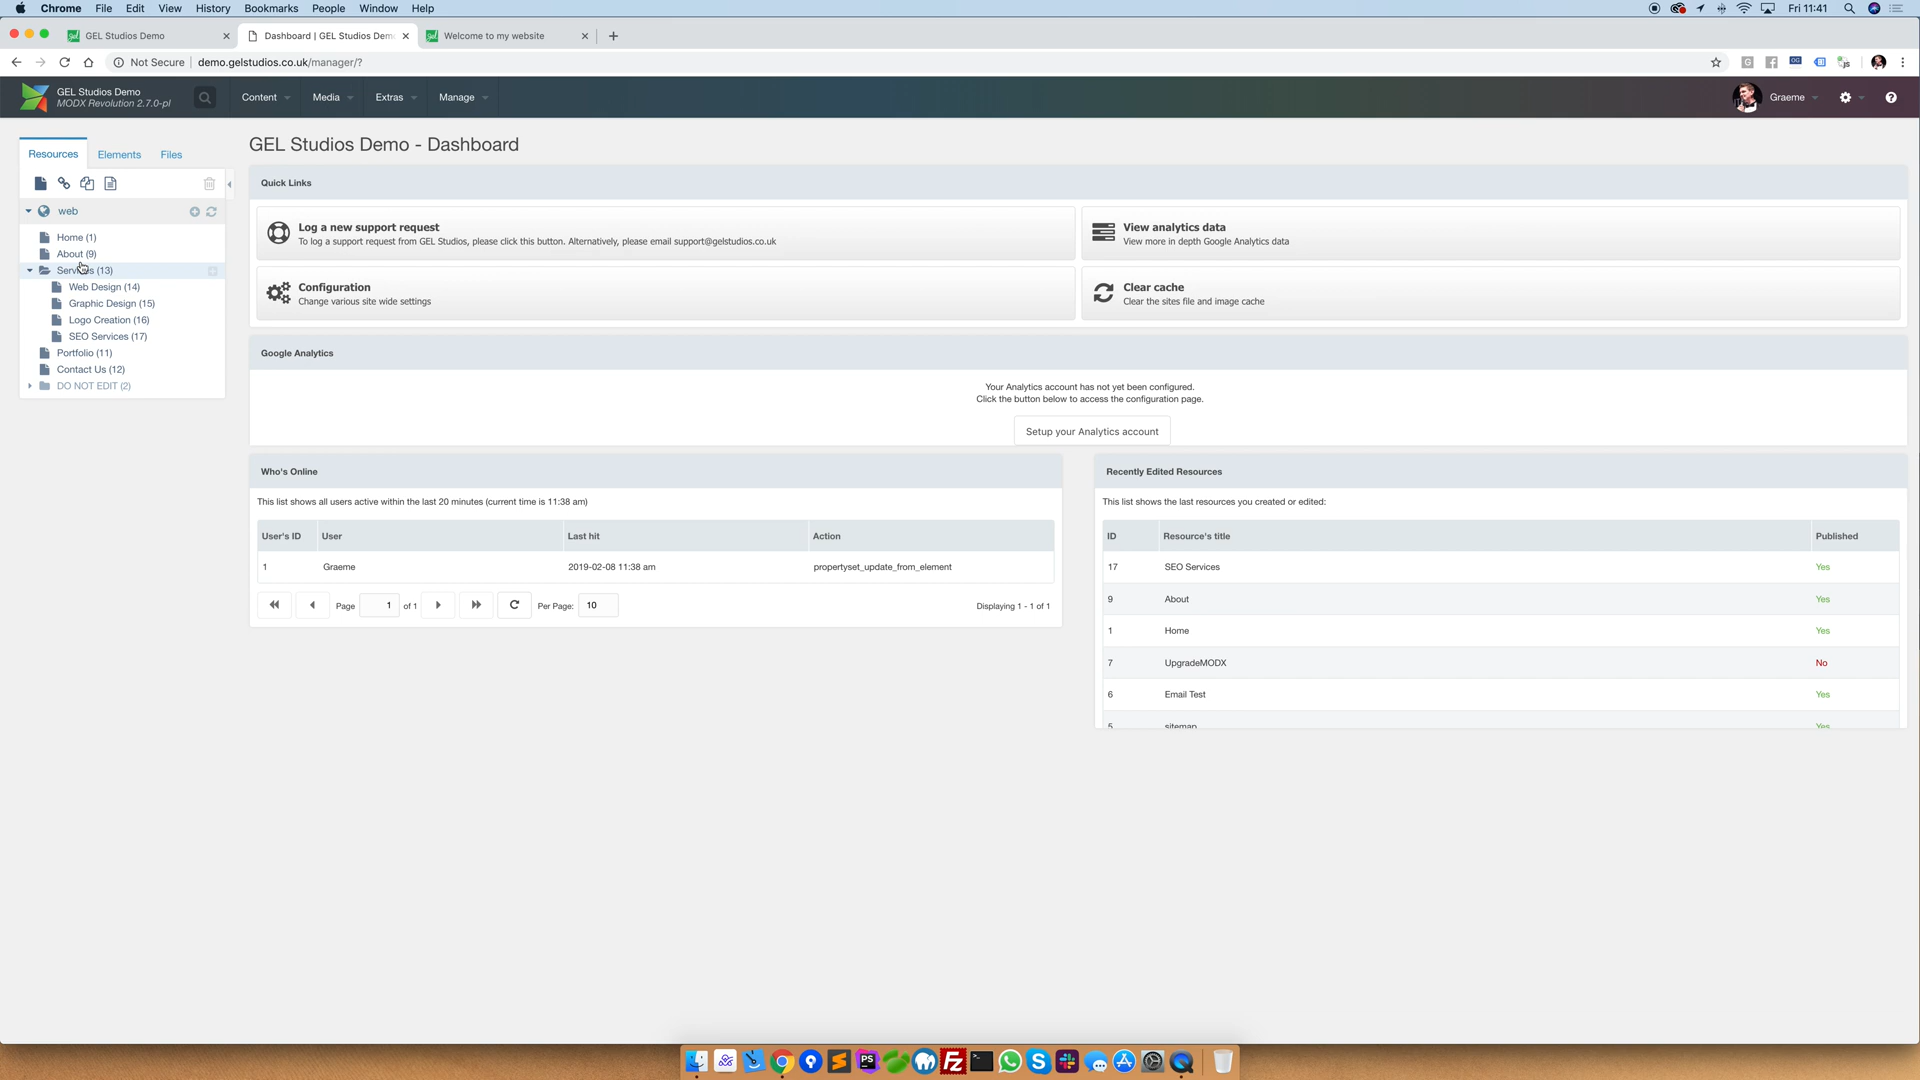 Chrome File Edit View History Bookmarks People Window Help Fri 11:41
GEL Studios Demo Dashboard | GEL Studios Dem Welcome to my website
Not Secure demo.gelstudios.co.uk/manager/?
GEL Studios Demo
MODX Revolution 2.7.0-pl
Content Media Extras Manage Graeme
Resources Elements Files
web
Home (1)
About (9)
Services (13)
Web Design (14)
Graphic Design (15)
Logo Creation (16)
SEO Services (17)
Portfolio (11)
Contact Us (12)
DO NOT EDIT (2)
GEL Studios Demo - Dashboard
Quick Links
Log a new support request
To log a support request from GEL Studios, please click this button. Alternatively, please email support@gelstudios.co.uk
View analytics data
View more in depth Google Analytics data
Configuration
Change various site wide settings
Clear cache
Clear the sites file and image cache
Google Analytics
Your Analytics account has not yet been configured.
Click the button below to access the configuration page.
Setup your Analytics account
Who's Online
This list shows all users active within the last 20 minutes (current time is 11:38 am)
User's ID User Last hit Action
1 Graeme 2019-02-08 11:38 am propertyset_update_from_element
Page 1 of 1 Per Page: 10 Displaying 1 - 1 of 1
Recently Edited Resources
This list shows the last resources you created or edited:
ID Resource's title Published
17 SEO Services Yes
9 About Yes
1 Home Yes
7 UpgradeMODX No
6 Email Test Yes
5 sitemap Yes